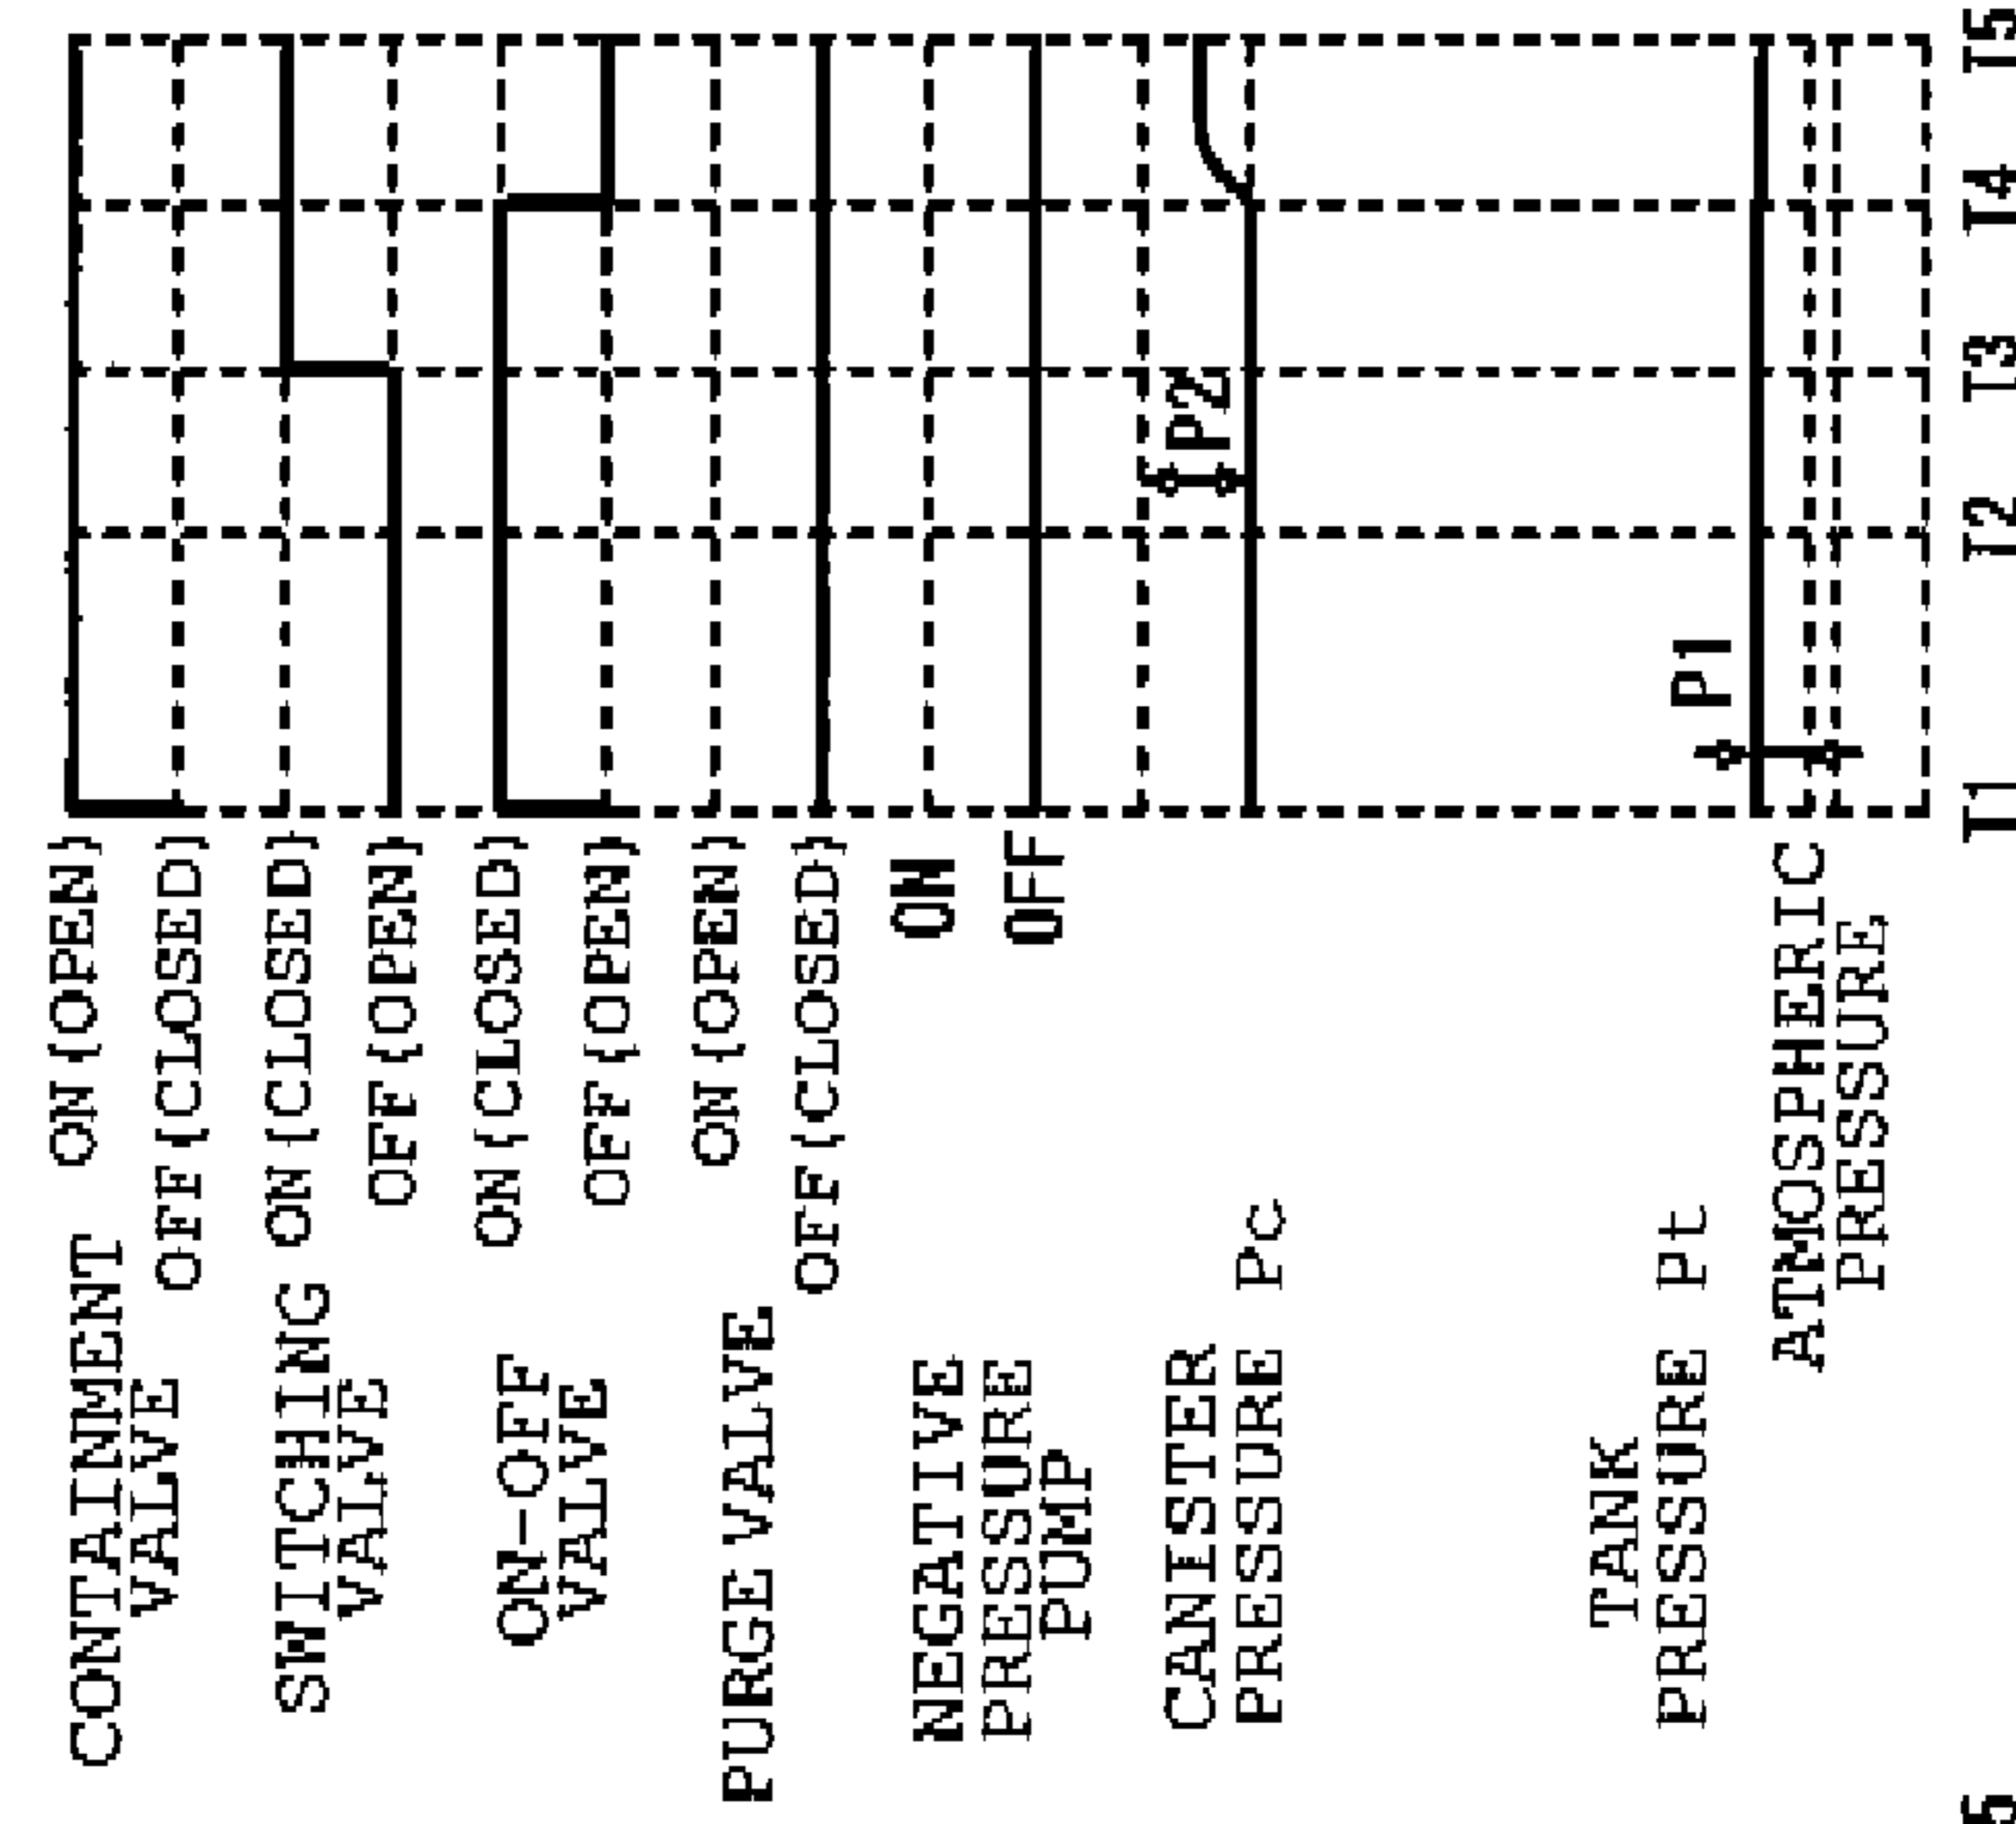 CONTAINMENT
VALVE
ON(OPEN)
OFF(CLOSED)
SWITCHING
VALVE
ON(CLOSED)
OFF(OPEN)
ON-OFF
VALVE
ON(CLOSED)
OFF(OPEN)
PURGE VALVE
ON(OPEN)
OFF(CLOSED)
NEGATIVE
PRESSURE
PUMP
ON
OFF
CANISTER
PRESSURE Pc
P2
TANK
PRESSURE Pt
P1
ATMOSPHERIC
PRESSURE
T1 T2 T3 T4 T5